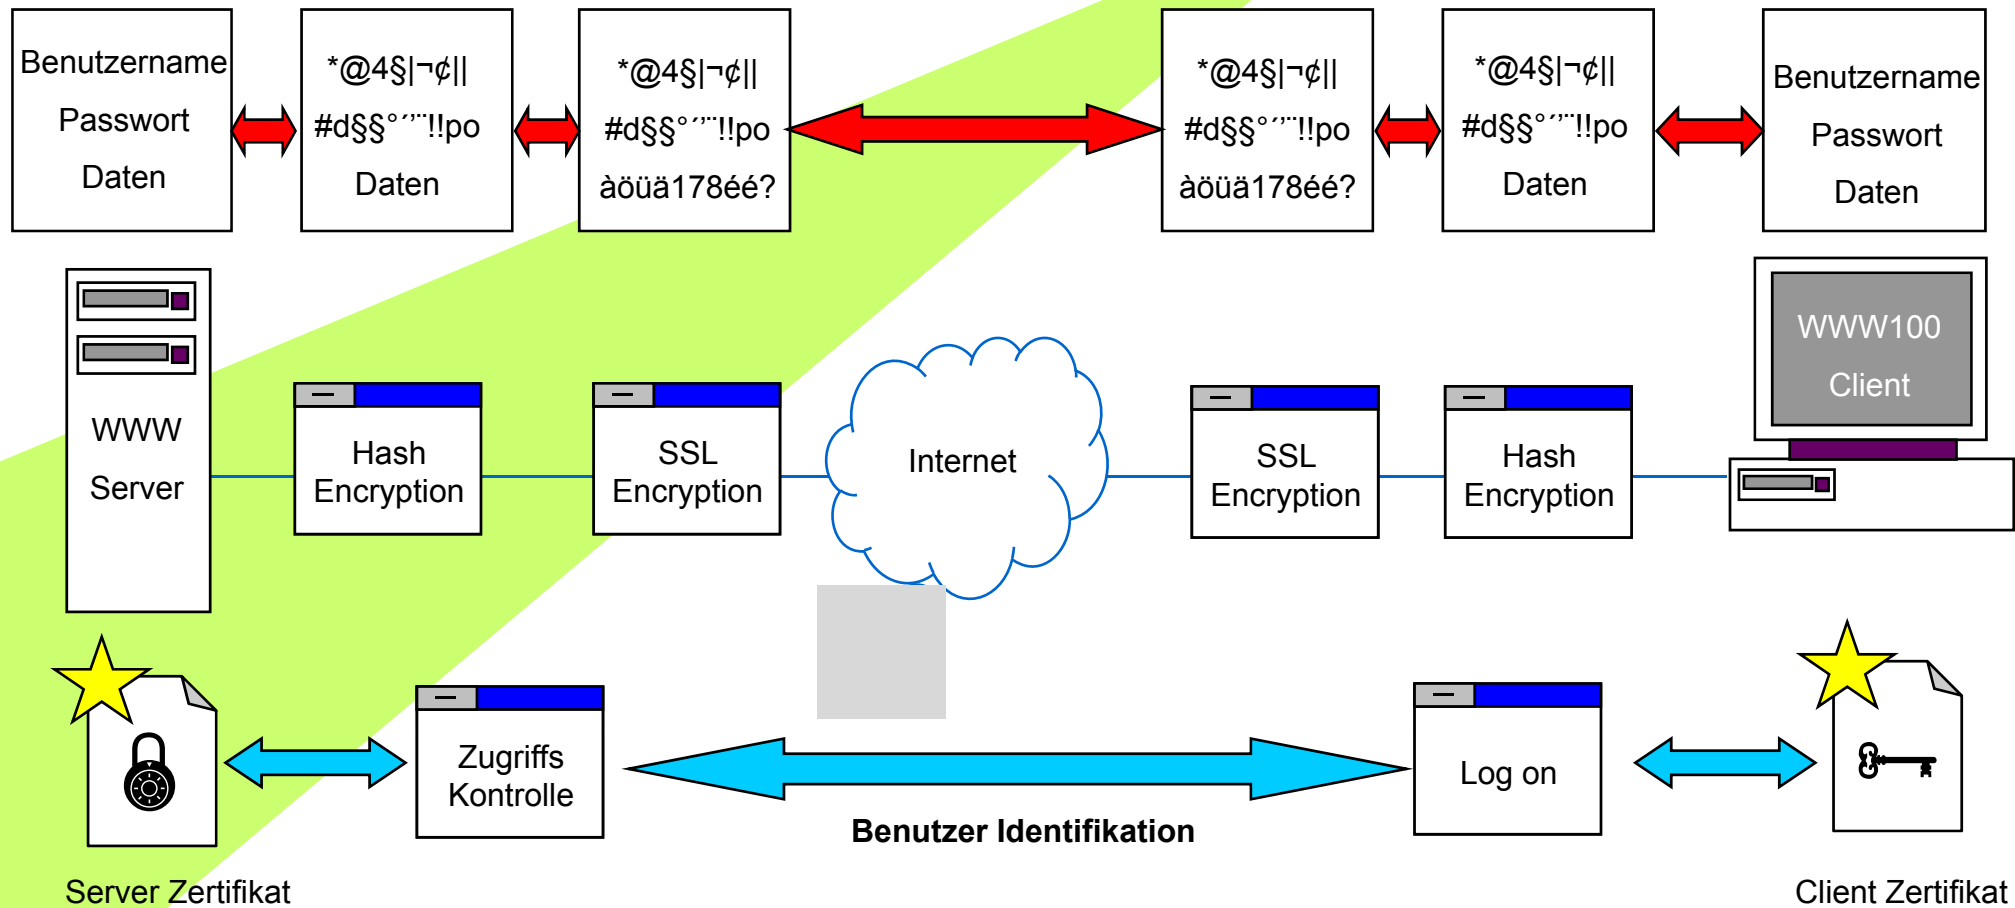 Benutzername
Passwort
Daten
*@4§|¬¢||
#d§§°´’¨!!po
Daten
*@4§|¬¢||
#d§§°´’¨!!po
àöüä178éé?
*@4§|¬¢||
#d§§°´’¨!!po
àöüä178éé?
*@4§|¬¢||
#d§§°´’¨!!po
Daten
Benutzername
Passwort
Daten
WWW
Server
Hash
Encryption
SSL
Encryption
Internet
SSL
Encryption
Hash
Encryption
WWW100
Client
Zugriffs
Kontrolle
Benutzer Identifikation
Log on
Server Zertifikat
Client Zertifikat